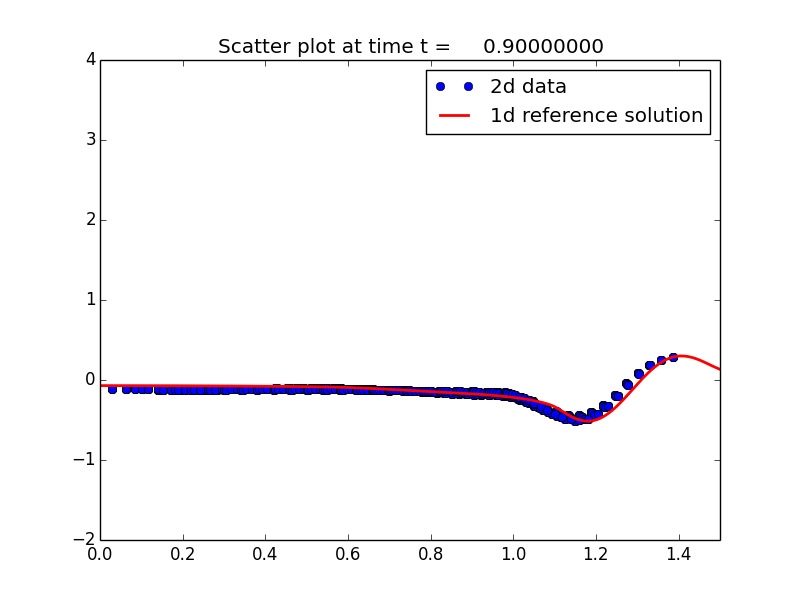 Scatter plot at time t = 0.90000000
4
2d data
1d reference solution
3
2
1
0
−1
−2
0.0 0.2 0.4 0.6 0.8 1.0 1.2 1.4